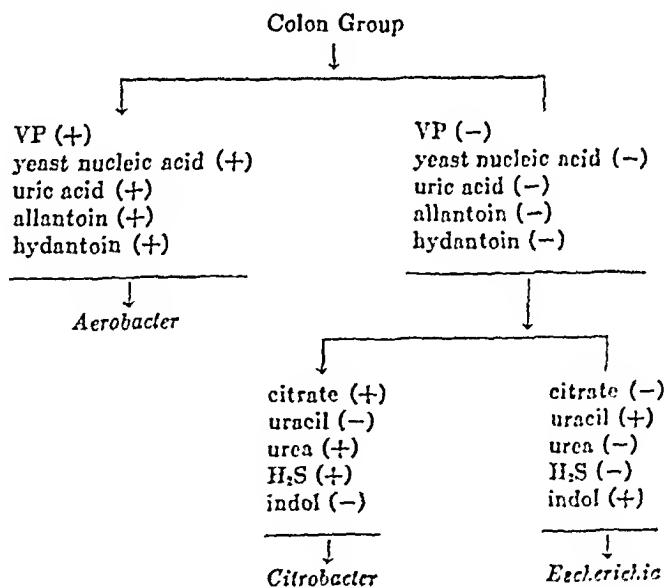 Colon Group
VP (+)
yeast nucleic acid (+)
uric acid (+)
allantoin (+)
hydantoin (+)
Aerobacter
VP (−)
yeast nucleic acid (−)
uric acid (−)
allantoin (−)
hydantoin (−)
citrate (+)
uracil (−)
urea (+)
H₂S (+)
indol (−)
Citrobacter
citrate (−)
uracil (+)
urea (−)
H₂S (−)
indol (+)
Escherichia